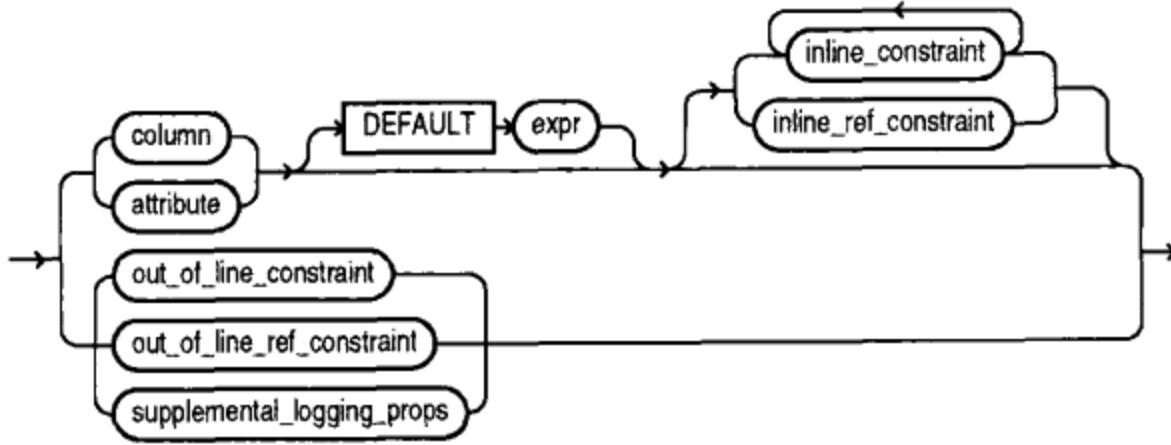 inline_constraint
DEFAULT expr
inline_ref_constraint
column
attribute
out_of_line_constraint
out_of_line_ref_constraint
supplemental_logging_props